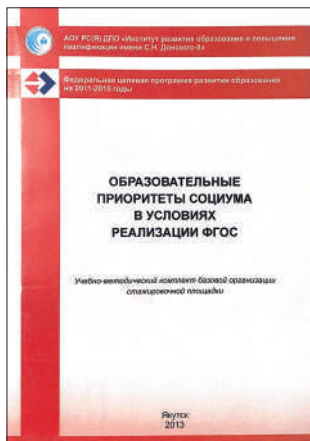 АОУ РС(Я) ДПО «Институт развития образования и повышения
квалификации имени С.Н. Донского-II»
Федеральная целевая программа развития образования
на 2011-2015 годы
ОБРАЗОВАТЕЛЬНЫЕ
ПРИОРИТЕТЫ СОЦИУМА
В УСЛОВИЯХ
РЕАЛИЗАЦИИ ФГОС
Учебно-методический комплект базовой организации
стажировочной площадки
Якутск
2013